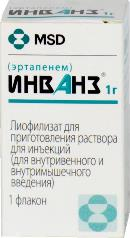 MSD
(эртапенем)
ИНВАНЗ® 1г
Лиофилизат для
приготовления раствора
для инъекций
(для внутривенного и
внутримышечного
введения)
1 флакон